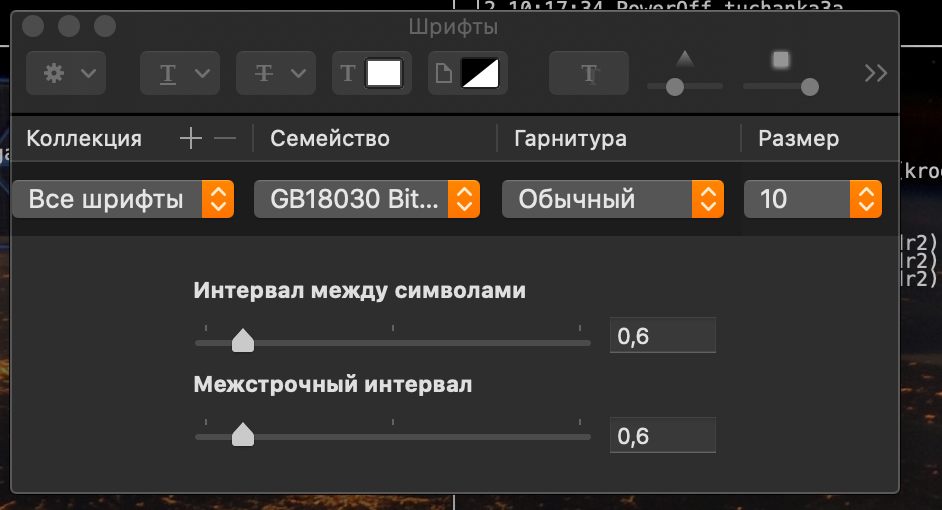 2 10:17:34 PowerOff tuchanka3a
Шрифты
Коллекция Семейство Гарнитура Размер
Все шрифты GB18030 Bit... Обычный 10
lr2)
lr2)
lr2)
Интервал между символами
0,6
Межстрочный интервал
0,6